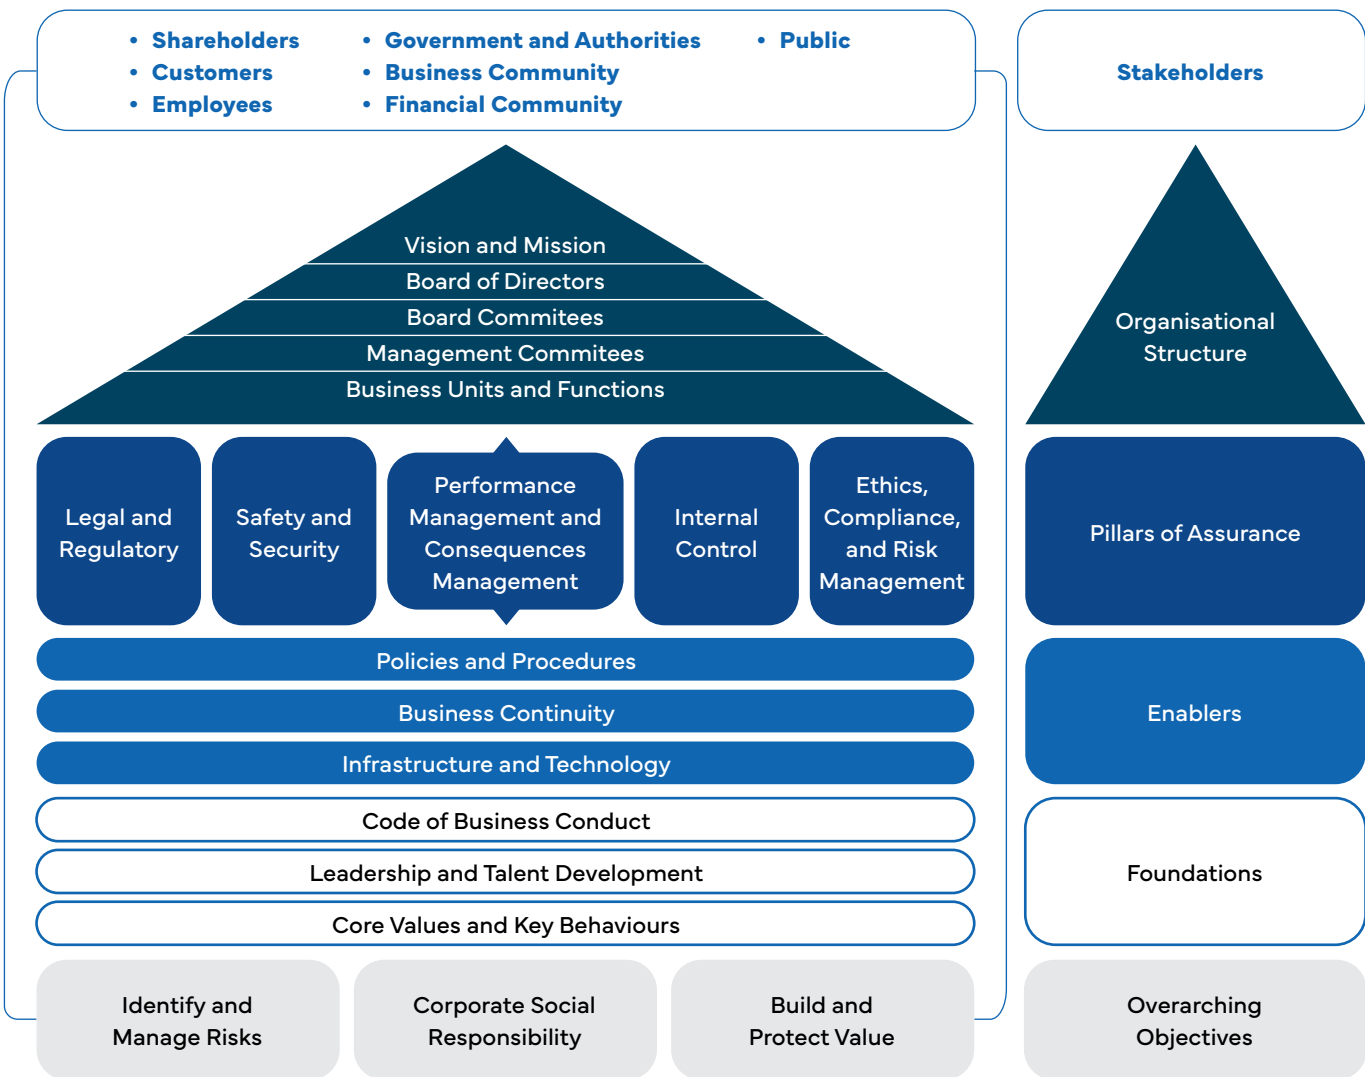 • Shareholders
• Customers
• Employees
• Government and Authorities
• Business Community
• Financial Community
• Public
Stakeholders
Vision and Mission
Board of Directors
Board Commitees
Management Commitees
Business Units and Functions
Organisational
Structure
Legal and
Regulatory
Safety and
Security
Performance
Management and
Consequences
Management
Internal
Control
Ethics,
Compliance,
and Risk
Management
Pillars of Assurance
Policies and Procedures
Business Continuity
Infrastructure and Technology
Enablers
Code of Business Conduct
Leadership and Talent Development
Core Values and Key Behaviours
Foundations
Identify and
Manage Risks
Corporate Social
Responsibility
Build and
Protect Value
Overarching
Objectives